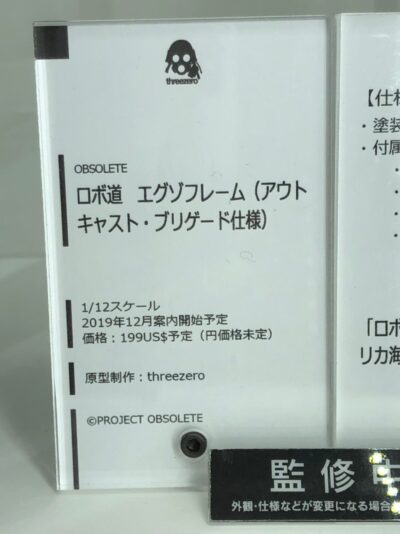 threezero
OBSOLETE
ロボ道　エグゾフレーム（アウト
キャスト・ブリゲード仕様）
1/12スケール
2019年12月案内開始予定
価格：199US$予定（円価格未定）
原型制作：threezero
©PROJECT OBSOLETE
【仕様
・塗装
・付属
「ロボ
リカ海
監修中
外観・仕様などが変更になる場合